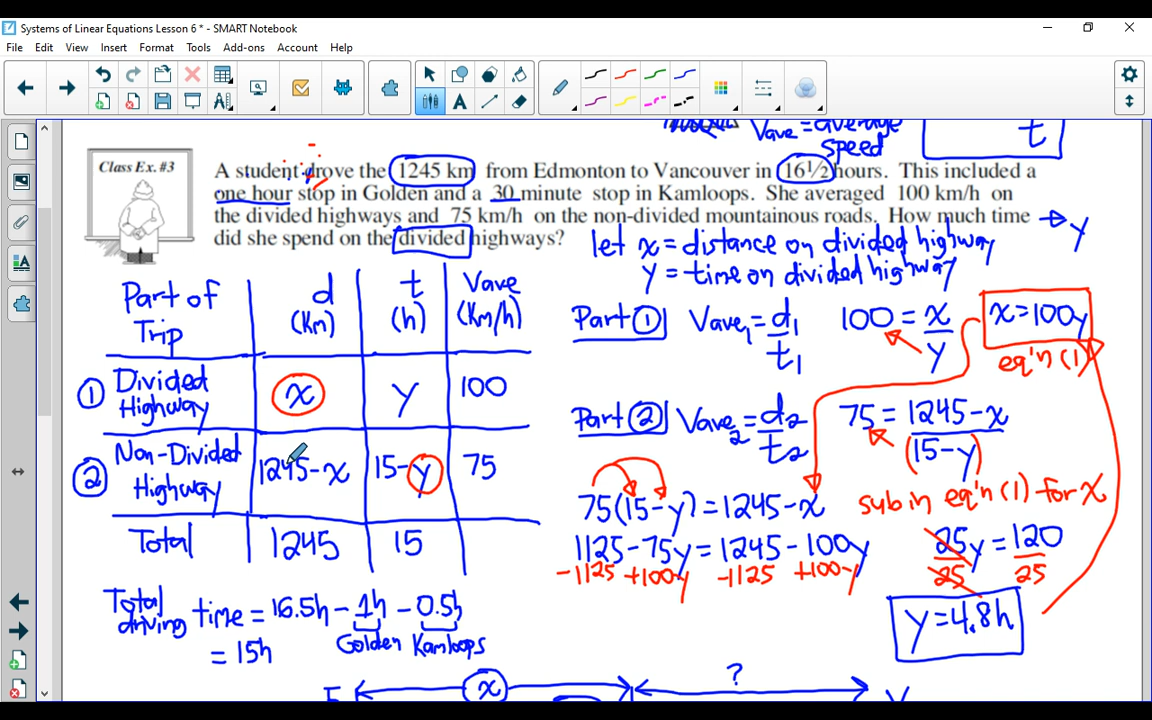 Systems of Linear Equations Lesson 6 * - SMART Notebook
File Edit View Insert Format Tools Add-ons Account Help
Vave = average speed
t
Class Ex. #3
A student drove the 1245 km from Edmonton to Vancouver in 16½ hours. This included a
one hour stop in Golden and a 30 minute stop in Kamloops. She averaged 100 km/h on
the divided highways and 75 km/h on the non-divided mountainous roads. How much time → y
did she spend on the divided highways?
let x = distance on divided highway
y = time on divided highway
Part of Trip d (Km) t (h) Vave (Km/h)
① Divided Highway x y 100
② Non-Divided Highway 1245-x 15-y 75
Total 1245 15
Total driving time = 16.5h - 1h - 0.5h
Golden Kamloops
= 15h
Part ① Vave₁ = d₁/t₁ 100 = x/y x = 100y
eq'n (1)
Part ② Vave₂ = d₂/t₂ 75 = 1245-x/(15-y)
75(15-y) = 1245-x sub in eq'n (1) for x
1125-75y = 1245-100y 25y = 120
-1125 +100y -1125 +100y 25 25
y = 4.8h
E x ? V